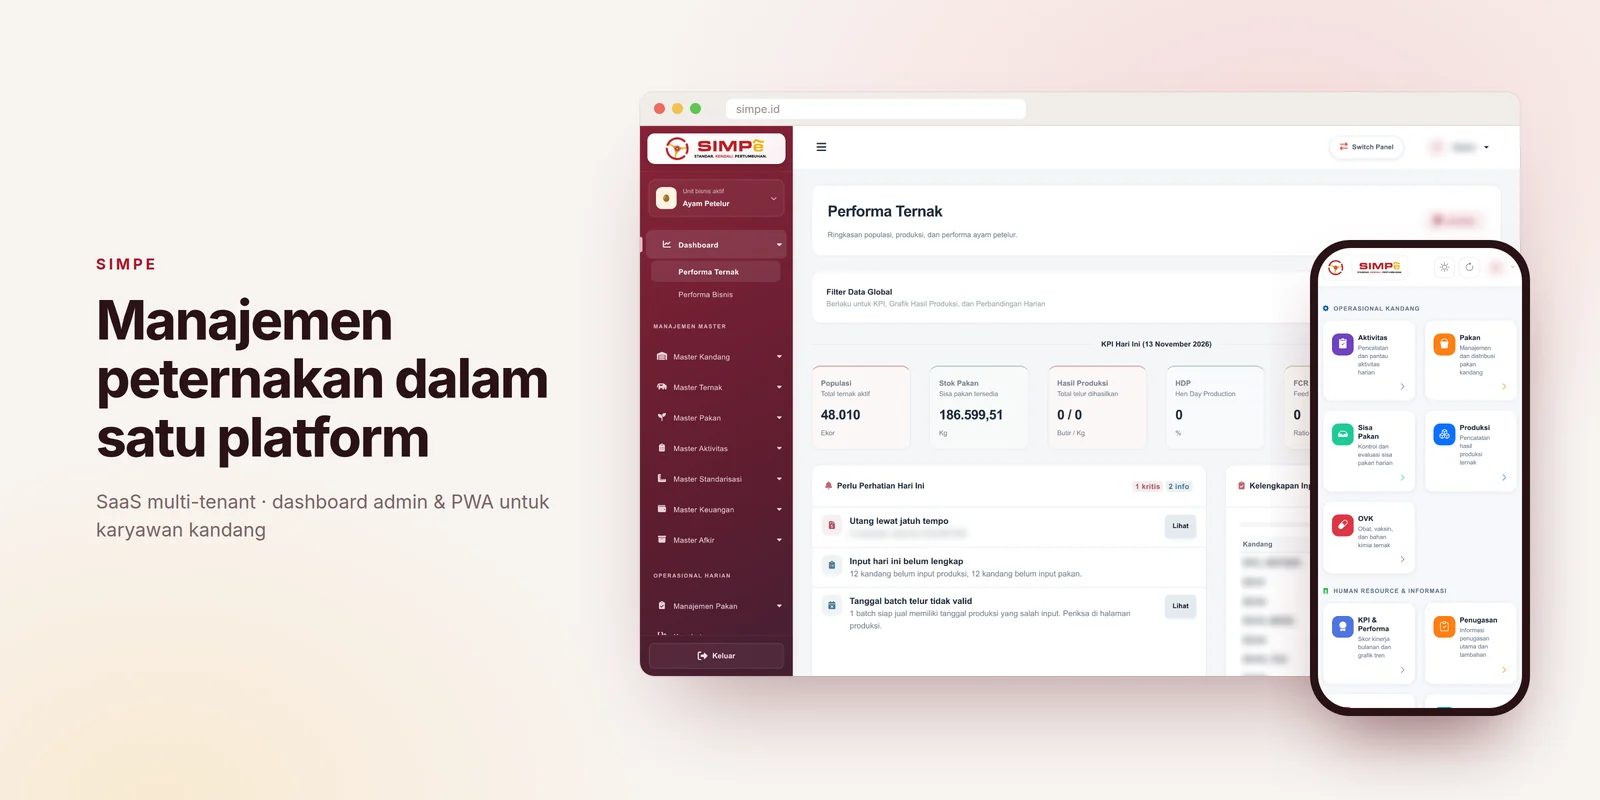 SIMPE
Manajemen
peternakan dalam
satu platform
SaaS multi-tenant · dashboard admin & PWA untuk
karyawan kandang
simpe.id
SIMPE
STANDAR. KENDALI. PERTUMBUHAN.
Unit bisnis aktif
Ayam Petelur
Dashboard
Performa Ternak
Performa Bisnis
MANAJEMEN MASTER
Master Kandang
Master Ternak
Master Pakan
Master Aktivitas
Master Standarisasi
Master Keuangan
Master Afkir
OPERASIONAL HARIAN
Manajemen Pakan
Keluar
Switch Panel
Performa Ternak
Ringkasan populasi, produksi, dan performa ayam petelur.
Filter Data Global
Berlaku untuk KPI, Grafik Hasil Produksi, dan Perbandingan Harian
KPI Hari Ini (13 November 2026)
Populasi
Total ternak aktif
48.010
Ekor
Stok Pakan
Sisa pakan tersedia
186.599,51
Kg
Hasil Produksi
Total telur dihasilkan
0 / 0
Butir / Kg
HDP
Hen Day Production
0
%
FCR
Feed
0
Ratio
Perlu Perhatian Hari Ini
1 kritis
2 info
Utang lewat jatuh tempo
Lihat
Input hari ini belum lengkap
12 kandang belum input produksi, 12 kandang belum input pakan.
Tanggal batch telur tidak valid
1 batch siap jual memiliki tanggal produksi yang salah input. Periksa di halaman
produksi.
Lihat
Kelengkapan Inp
Kandang
SIMPE
OPERASIONAL KANDANG
Aktivitas
Pencatatan
dan pantau
aktivitas
harian
Pakan
Manajemen
dan distribusi
pakan
kandang
Sisa
Pakan
Kontrol dan
evaluasi sisa
pakan harian
Produksi
Pencatatan
hasil
produksi
ternak
OVK
Obat, vaksin,
dan bahan
kimia ternak
HUMAN RESOURCE & INFORMASI
KPI &
Performa
Skor kinerja
bulanan dan
grafik tren
Penugasan
Informasi
penugasan
utama dan
tambahan